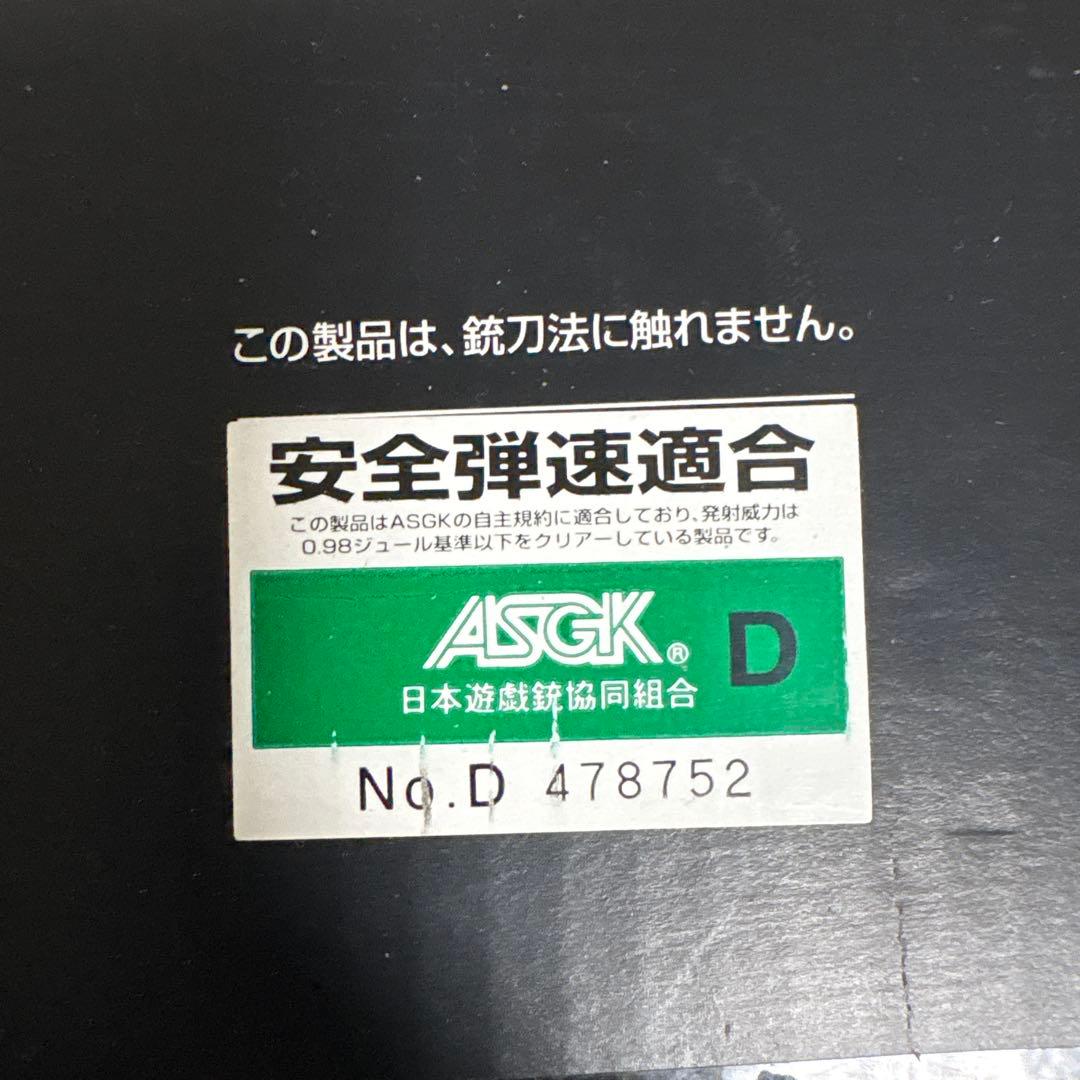 この製品は、銃刀法に触れません。
安全弾速適合
この製品はASGKの自主規約に適合しており、発射威力は
0.98ジュール基準以下をクリアーしている製品です。
ASGK® D
日本遊戯銃協同組合
No.D 478752